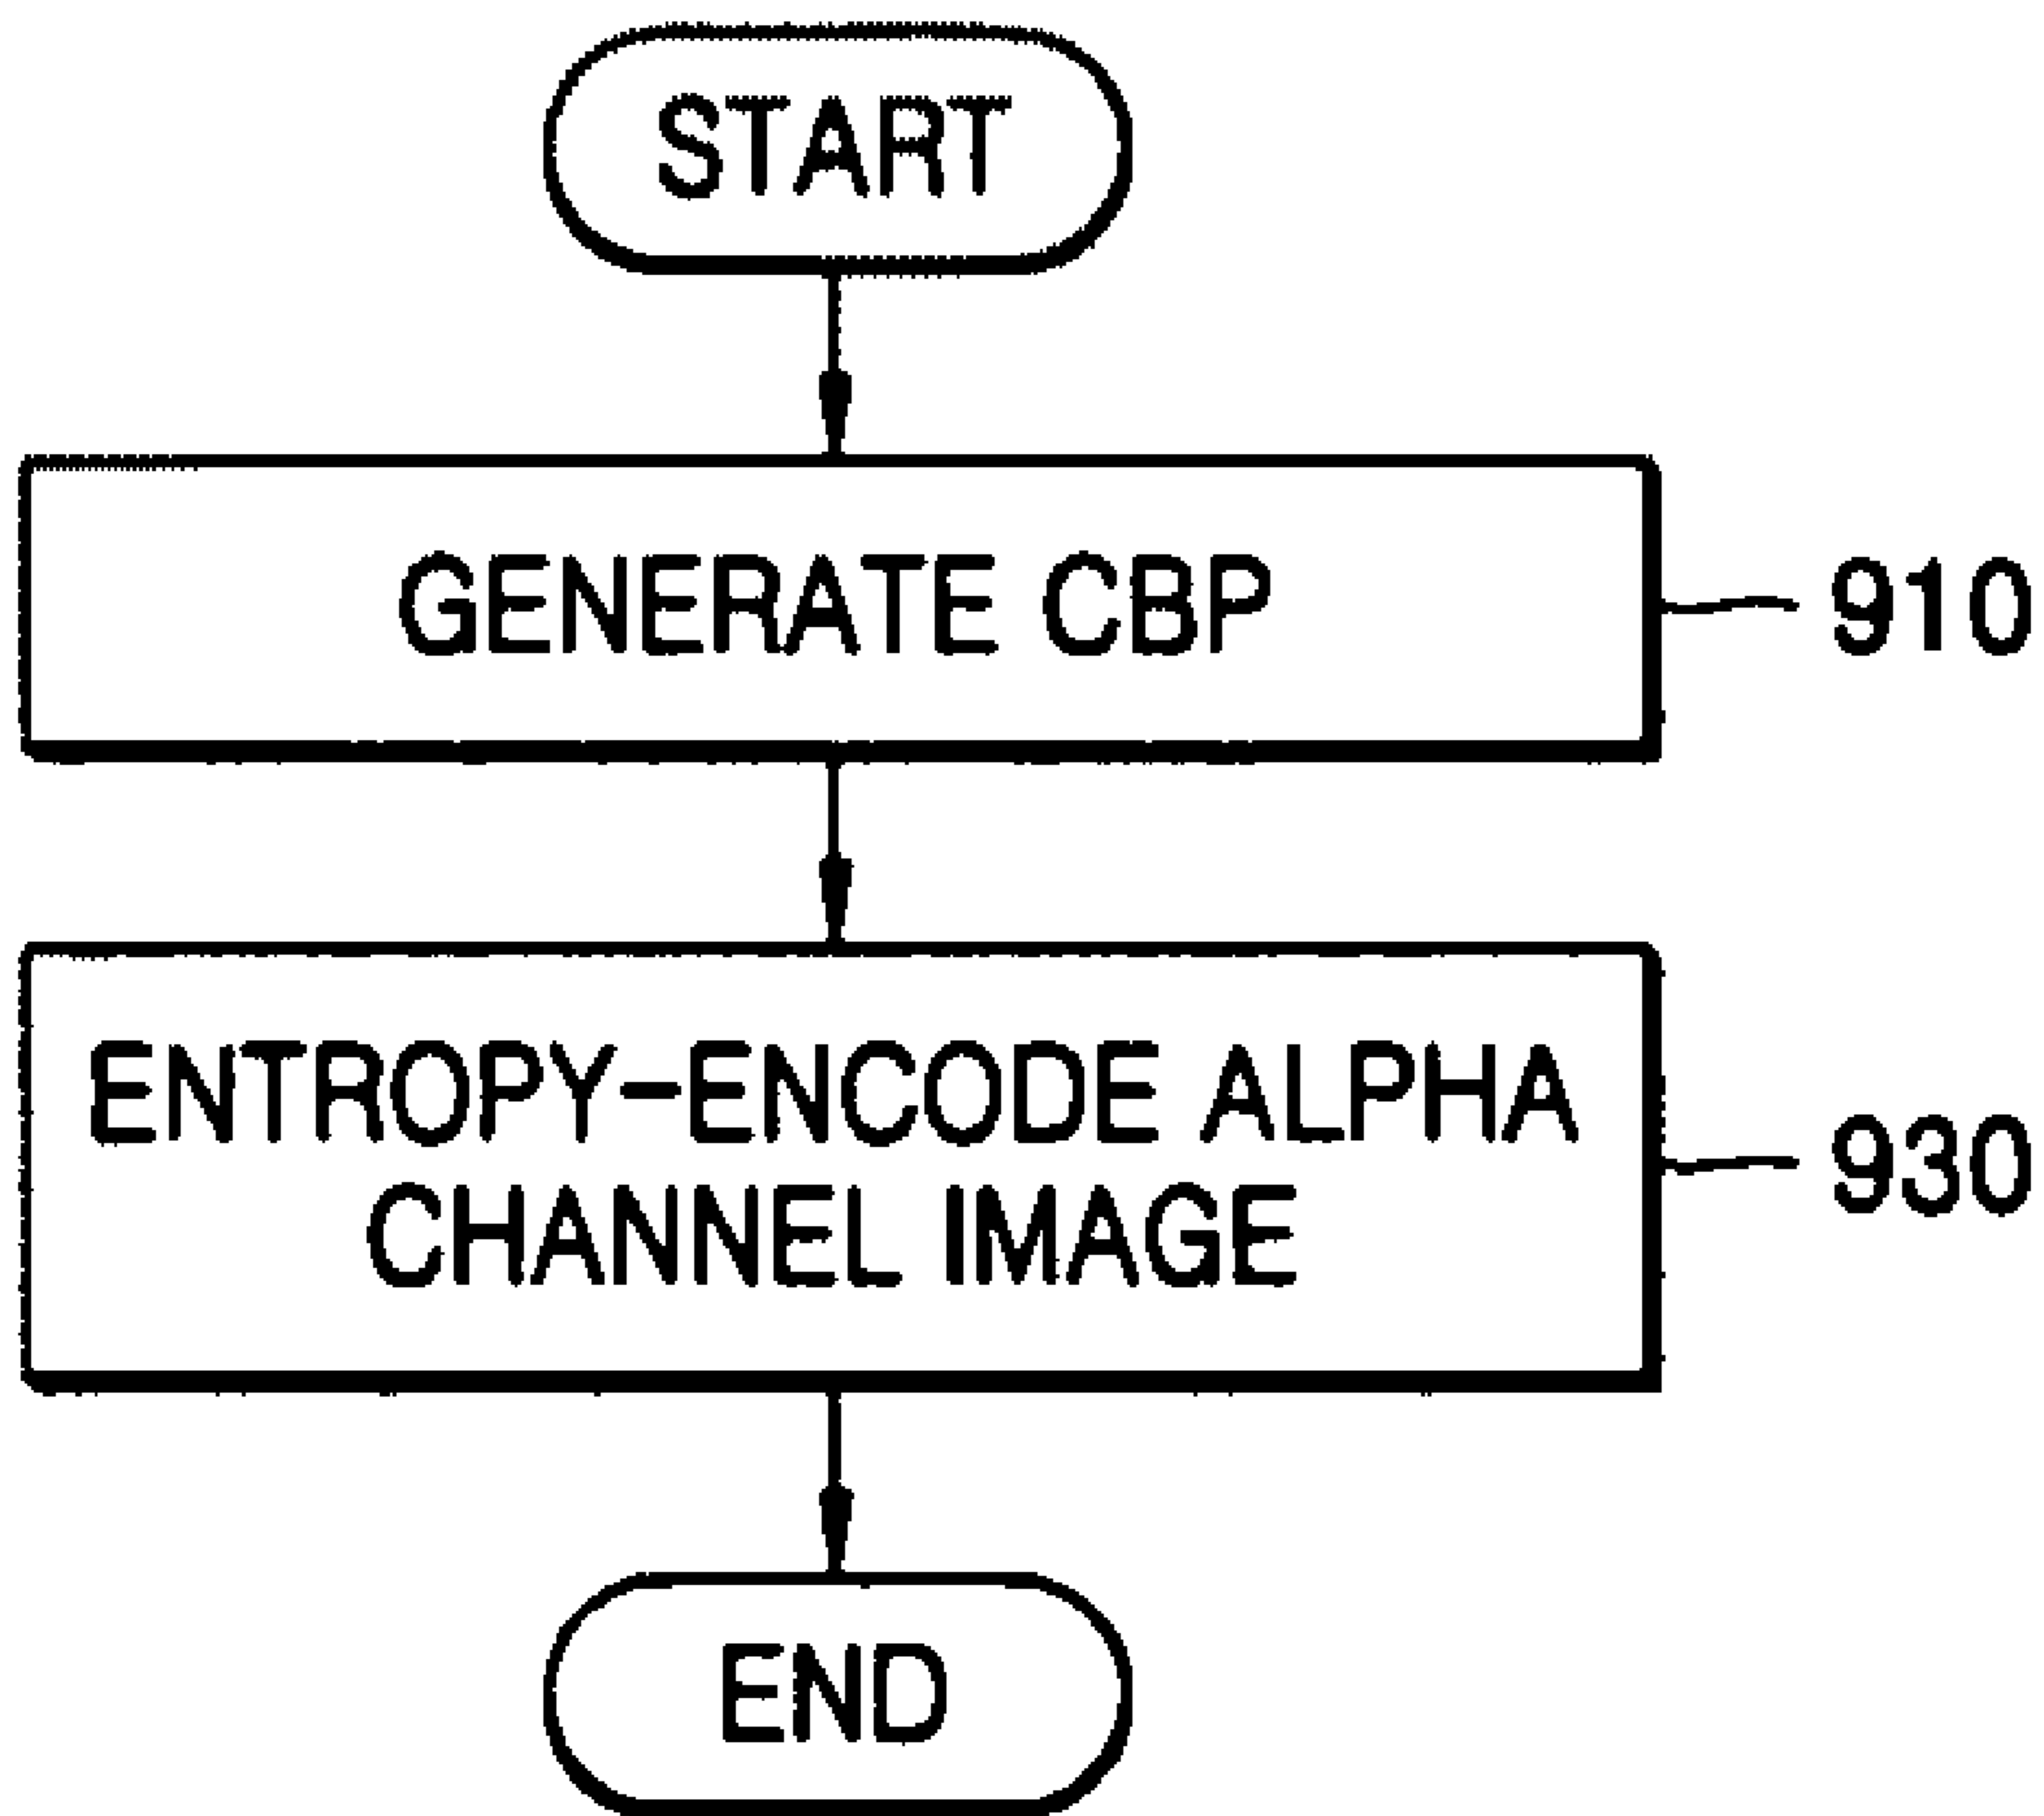 START
GENERATE CBP
910
ENTROPY-ENCODE ALPHA
CHANNEL IMAGE
930
END